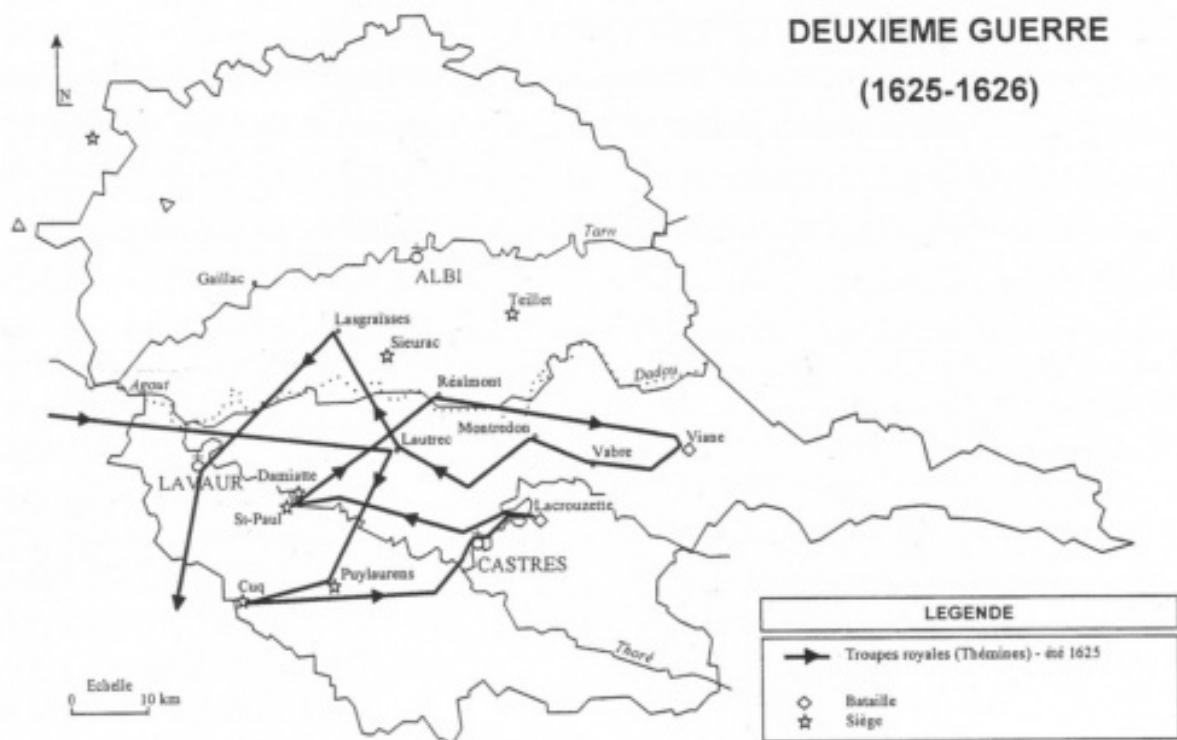 DEUXIEME GUERRE
(1625-1626)
N
Tarn
ALBI
Gaillac
Teillet
Lasgraïsses
Sieurac
Dadou
Agout
Réalmont
Montredon
Viane
Lautrec
Vabre
LAVAUR
Damiatte
St-Paul
Lacrouzette
CASTRES
Puylaurens
Cuq
Thoré
Echelle
0 10 km
LEGENDE
Troupes royales (Thémines) - été 1625
Bataille
Siège